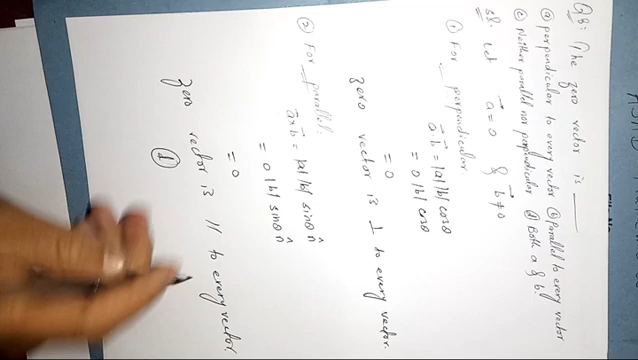 Q8: The zero vector is ____
ⓐ perpendicular to every vector ⓑ parallel to every vector
ⓒ Neither parallel nor perpendicular ⓓ Both a & b.
Sol. Let a⃗ = 0 & b⃗ ≠ 0
① For perpendicular
a⃗.b⃗ = |a||b| cosθ
= 0 |b| cosθ
= 0
Zero vector is ⊥ to every vector.
② For parallel.
a⃗×b⃗ = |a||b| sinθ n̂
= 0 |b| sinθ n̂
= 0
Zero vector is // to every vector.
ⓓ